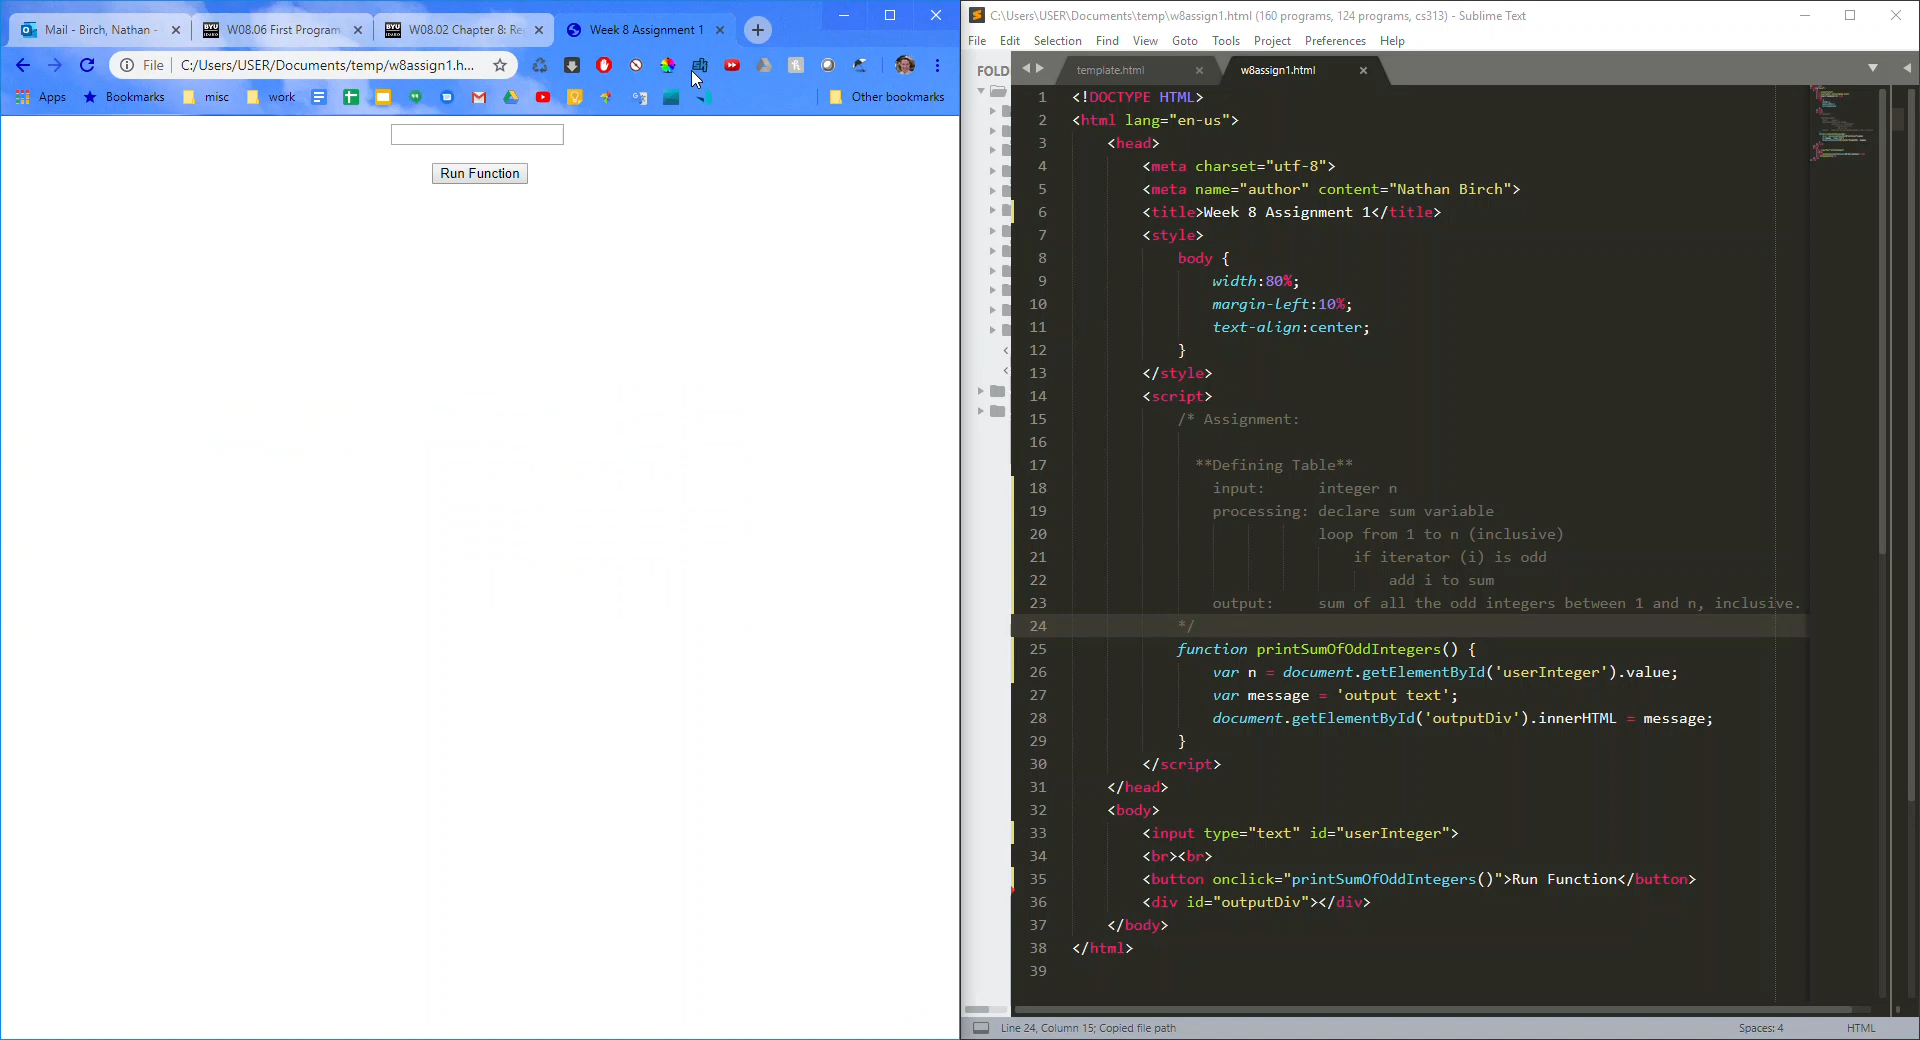 Mail - Birch, Nathan -
W08.06 First Program
W08.02 Chapter 8: Re
Week 8 Assignment 1
File
C:/Users/USER/Documents/temp/w8assign1.h...
Apps
Bookmarks
misc
work
Other bookmarks
Run Function
C:\Users\USER\Documents\temp\w8assign1.html (160 programs, 124 programs, cs313) - Sublime Text
File Edit Selection Find View Goto Tools Project Preferences Help
FOLD
template.html
w8assign1.html
1 <!DOCTYPE HTML>
2 <html lang="en-us">
3 <head>
4 <meta charset="utf-8">
5 <meta name="author" content="Nathan Birch">
6 <title>Week 8 Assignment 1</title>
7 <style>
8 body {
9 width:80%;
10 margin-left:10%;
11 text-align:center;
12 }
13 </style>
14 <script>
15 /* Assignment:
16
17 **Defining Table**
18 input: integer n
19 processing: declare sum variable
20 loop from 1 to n (inclusive)
21 if iterator (i) is odd
22 add i to sum
23 output: sum of all the odd integers between 1 and n, inclusive.
24 */
25 function printSumOfOddIntegers() {
26 var n = document.getElementById('userInteger').value;
27 var message = 'output text';
28 document.getElementById('outputDiv').innerHTML = message;
29 }
30 </script>
31 </head>
32 <body>
33 <input type="text" id="userInteger">
34 <br><br>
35 <button onclick="printSumOfOddIntegers()">Run Function</button>
36 <div id="outputDiv"></div>
37 </body>
38 </html>
39
Line 24, Column 15; Copied file path
Spaces: 4
HTML